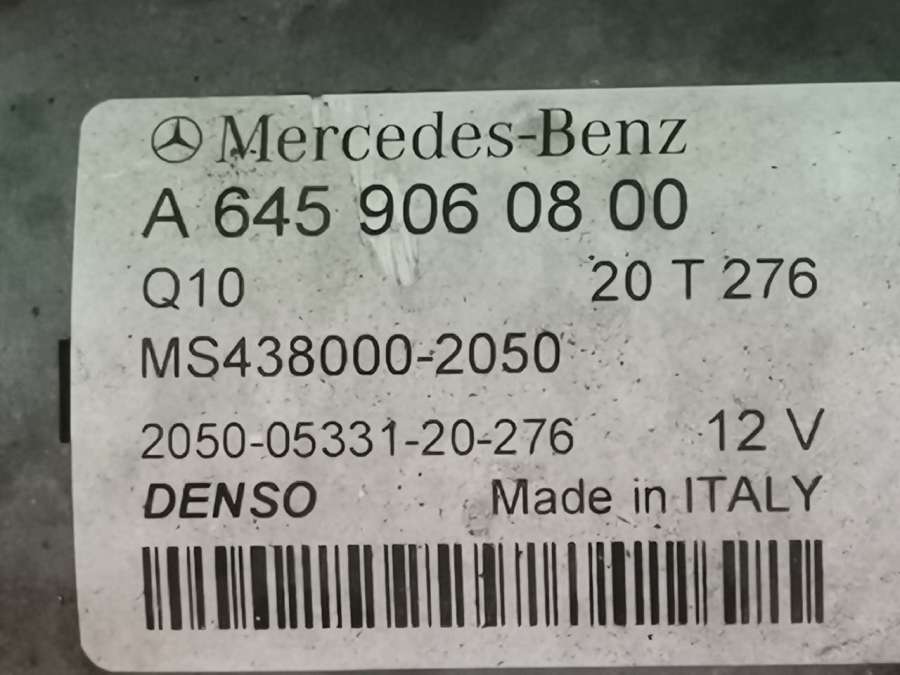 Mercedes-Benz
A 645 906 08 00
Q10 20 T 276
MS438000-2050
2050-05331-20-276 12 V
DENSO Made in ITALY